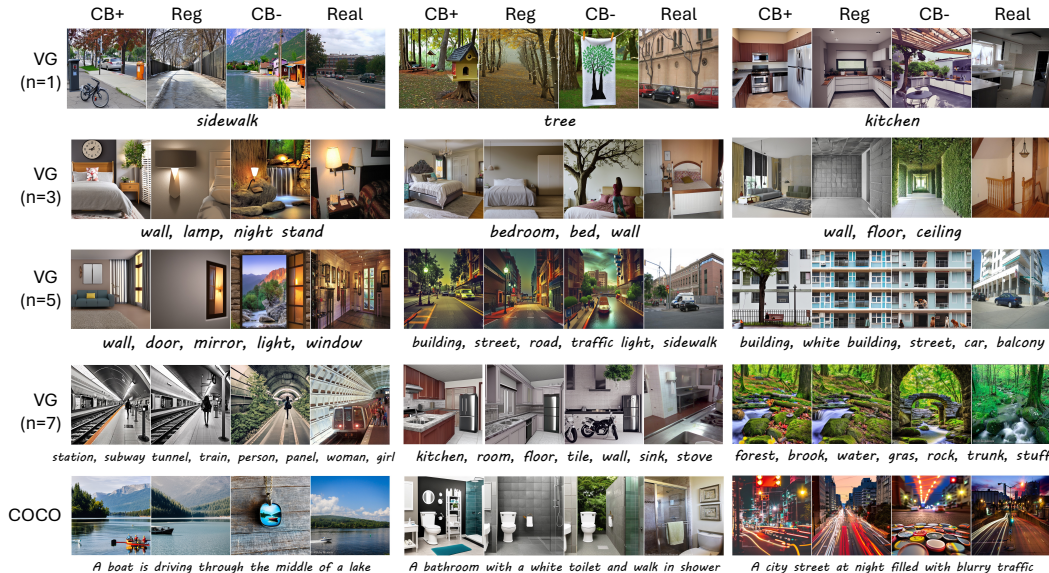 CB+ Reg CB- Real CB+ Reg CB- Real CB+ Reg CB- Real
VG
(n=1)
sidewalk
tree
kitchen
VG
(n=3)
wall, lamp, night stand
bedroom, bed, wall
wall, floor, ceiling
VG
(n=5)
wall, door, mirror, light, window
building, street, road, traffic light, sidewalk
building, white building, street, car, balcony
VG
(n=7)
station, subway tunnel, train, person, panel, woman, girl
kitchen, room, floor, tile, wall, sink, stove
forest, brook, water, gras, rock, trunk, stuff
COCO
A boat is driving through the middle of a lake
A bathroom with a white toilet and walk in shower
A city street at night filled with blurry traffic